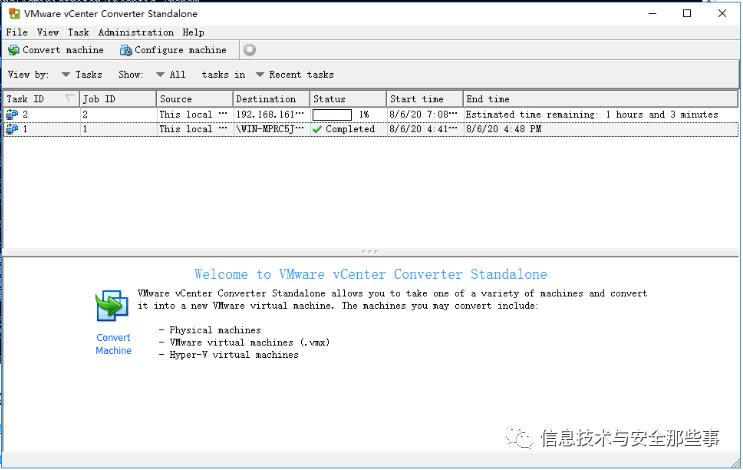 VMware vCenter Converter Standalone
File View Task Administration Help
Convert machine Configure machine
View by: Tasks Show: All tasks in Recent tasks
Task ID Job ID Source Destination Status Start time End time
2 2 This local ··· 192.168.161··· 1% 8/6/20 7:08··· Estimated time remaining: 1 hours and 3 minutes
1 1 This local ··· \WIN-MPRC5J··· Completed 8/6/20 4:41··· 8/6/20 4:48 PM
Welcome to VMware vCenter Converter Standalone
VMware vCenter Converter Standalone allows you to take one of a variety of machines and convert
it into a new VMware virtual machine. The machines you may convert include:
- Physical machines
- VMware virtual machines (.vmx)
- Hyper-V virtual machines
Convert
Machine
信息技术与安全那些事